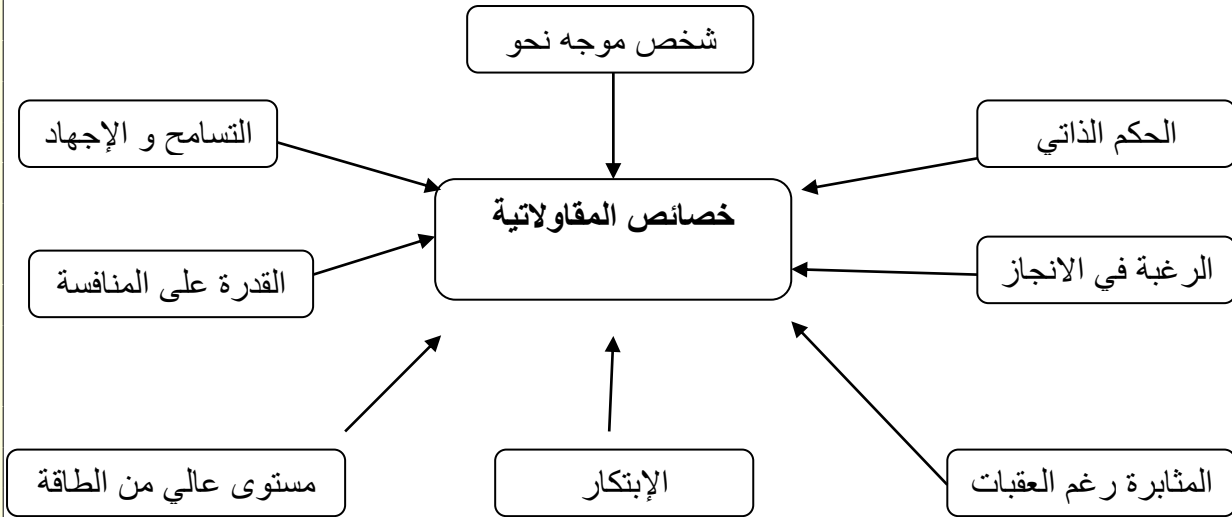 شخص موجه نحو
الحكم الذاتي
التسامح و الإجهاد
خصائص المقاولاتية
الرغبة في الانجاز
القدرة على المنافسة
المثابرة رغم العقبات
الإبتكار
مستوى عالي من الطاقة